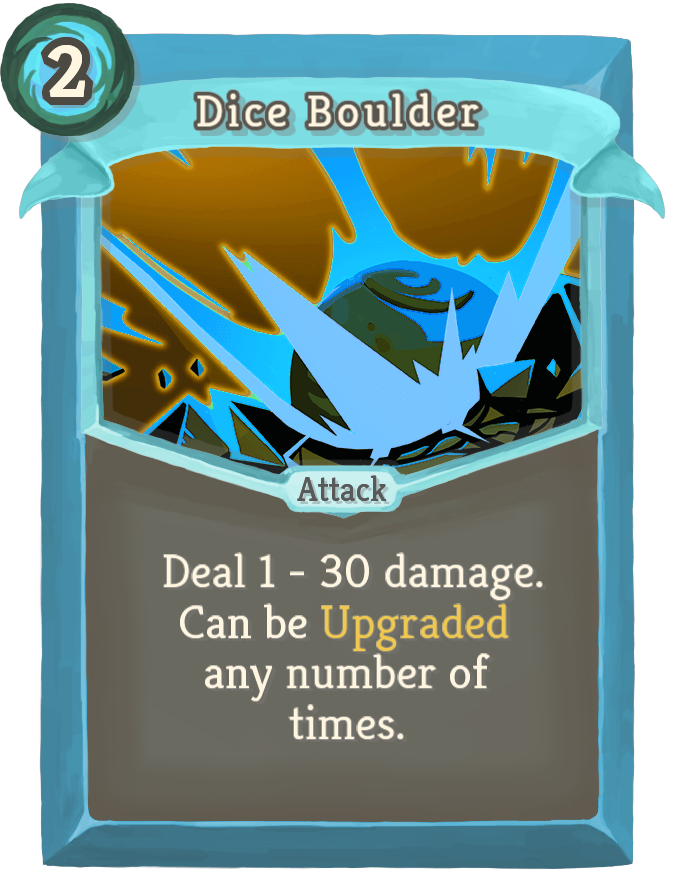 2
Dice Boulder
Attack
Deal 1 - 30 damage.
Can be Upgraded
any number of
times.